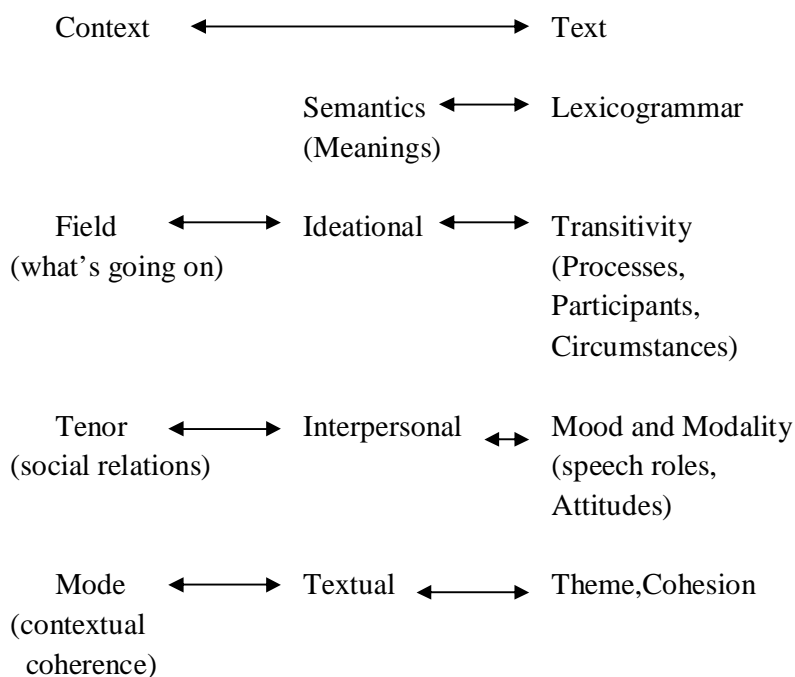 Context Text
Semantics Lexicogrammar
(Meanings)
Field Ideational Transitivity
(what's going on) (Processes,
Participants,
Circumstances)
Tenor Interpersonal Mood and Modality
(social relations) (speech roles,
Attitudes)
Mode Textual Theme,Cohesion
(contextual
coherence)